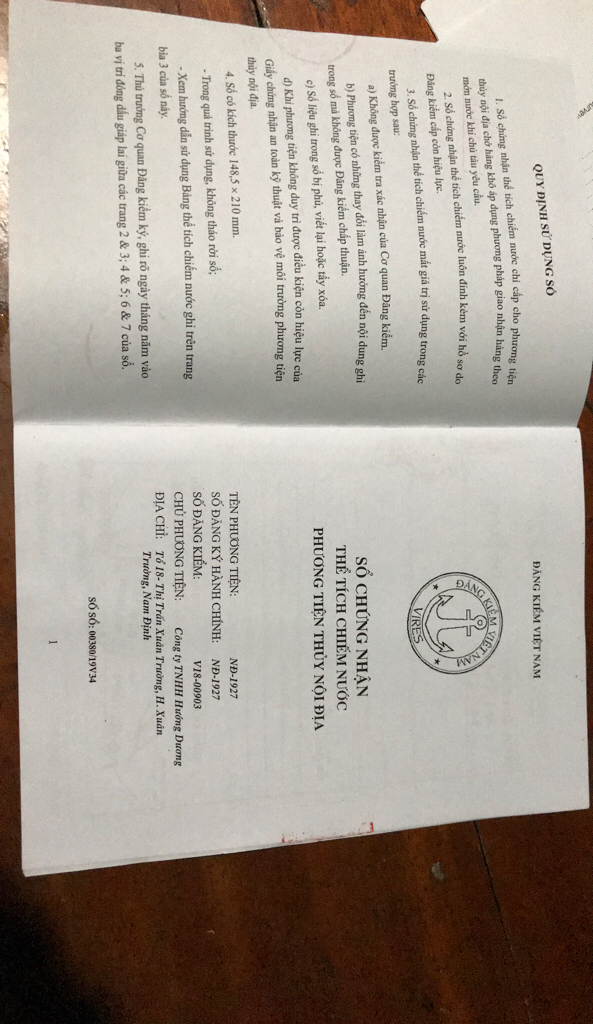 QUY ĐỊNH SỬ DỤNG SỔ
1. Sổ chứng nhận thể tích chiếm nước chỉ cấp cho phương tiện
thủy nội địa chở hàng khô áp dụng phương pháp giao nhận hàng theo
món nước khi chủ tàu yêu cầu.
2. Sổ chứng nhận thể tích chiếm nước luôn đính kèm với hồ sơ do
Đăng kiểm cấp còn hiệu lực.
3. Sổ chứng nhận thể tích chiếm nước mất giá trị sử dụng trong các
trường hợp sau:
a) Không được kiểm tra xác nhận của Cơ quan Đăng kiểm.
b) Phương tiện có những thay đổi làm ảnh hưởng đến nội dung ghi
trong sổ mà không được Đăng kiểm chấp thuận.
c) Số liệu ghi trong sổ bị phủ, viết lại hoặc tẩy xóa.
d) Khi phương tiện không duy trì được điều kiện còn hiệu lực của
Giấy chứng nhận an toàn kỹ thuật và bảo vệ môi trường phương tiện
thủy nội địa.
4. Sổ có kích thước 148,5 × 210 mm.
- Trong quá trình sử dụng, không tháo rời sổ;
- Xem hướng dẫn sử dụng Bảng thể tích chiếm nước ghi trên trang
bìa 3 của sổ này.
5. Thủ trưởng Cơ quan Đăng kiểm ký, ghi rõ ngày tháng năm vào
ba vị trí đóng dấu giáp lai giữa các trang 2 & 3; 4 & 5; 6 & 7 của sổ.
ĐĂNG KIỂM VIỆT NAM
ĐĂNG KIỂM VIỆT NAM
VIRES
SỔ CHỨNG NHẬN
THỂ TÍCH CHIẾM NƯỚC
PHƯƠNG TIỆN THỦY NỘI ĐỊA
TÊN PHƯƠNG TIỆN: NĐ-1927
SỐ ĐĂNG KÝ HÀNH CHÍNH: NĐ-1927
SỐ ĐĂNG KIỂM: V18-00903
CHỦ PHƯƠNG TIỆN: Công ty TNHH Hướng Dương
ĐỊA CHỈ: Tổ 18- Thị Trấn Xuân Trường, H. Xuân
Trường, Nam Định
SỐ SỔ: 00380/19V34
1